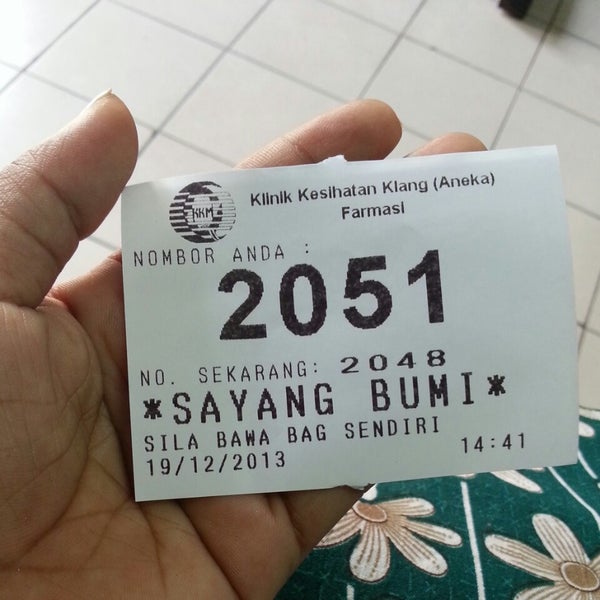 KKM
Klinik Kesihatan Klang (Aneka)
Farmasi
NOMBOR ANDA :
2051
NO. SEKARANG: 2048
*SAYANG BUMI*
SILA BAWA BAG SENDIRI
19/12/2013 14:41